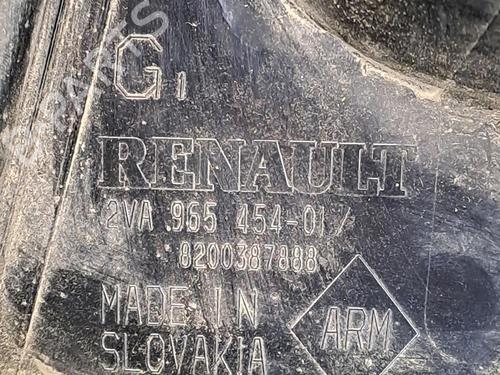 G1
RENAULT
2VA 965 454-01/
8200387888
MADE IN
SLOVAKIA
ARM